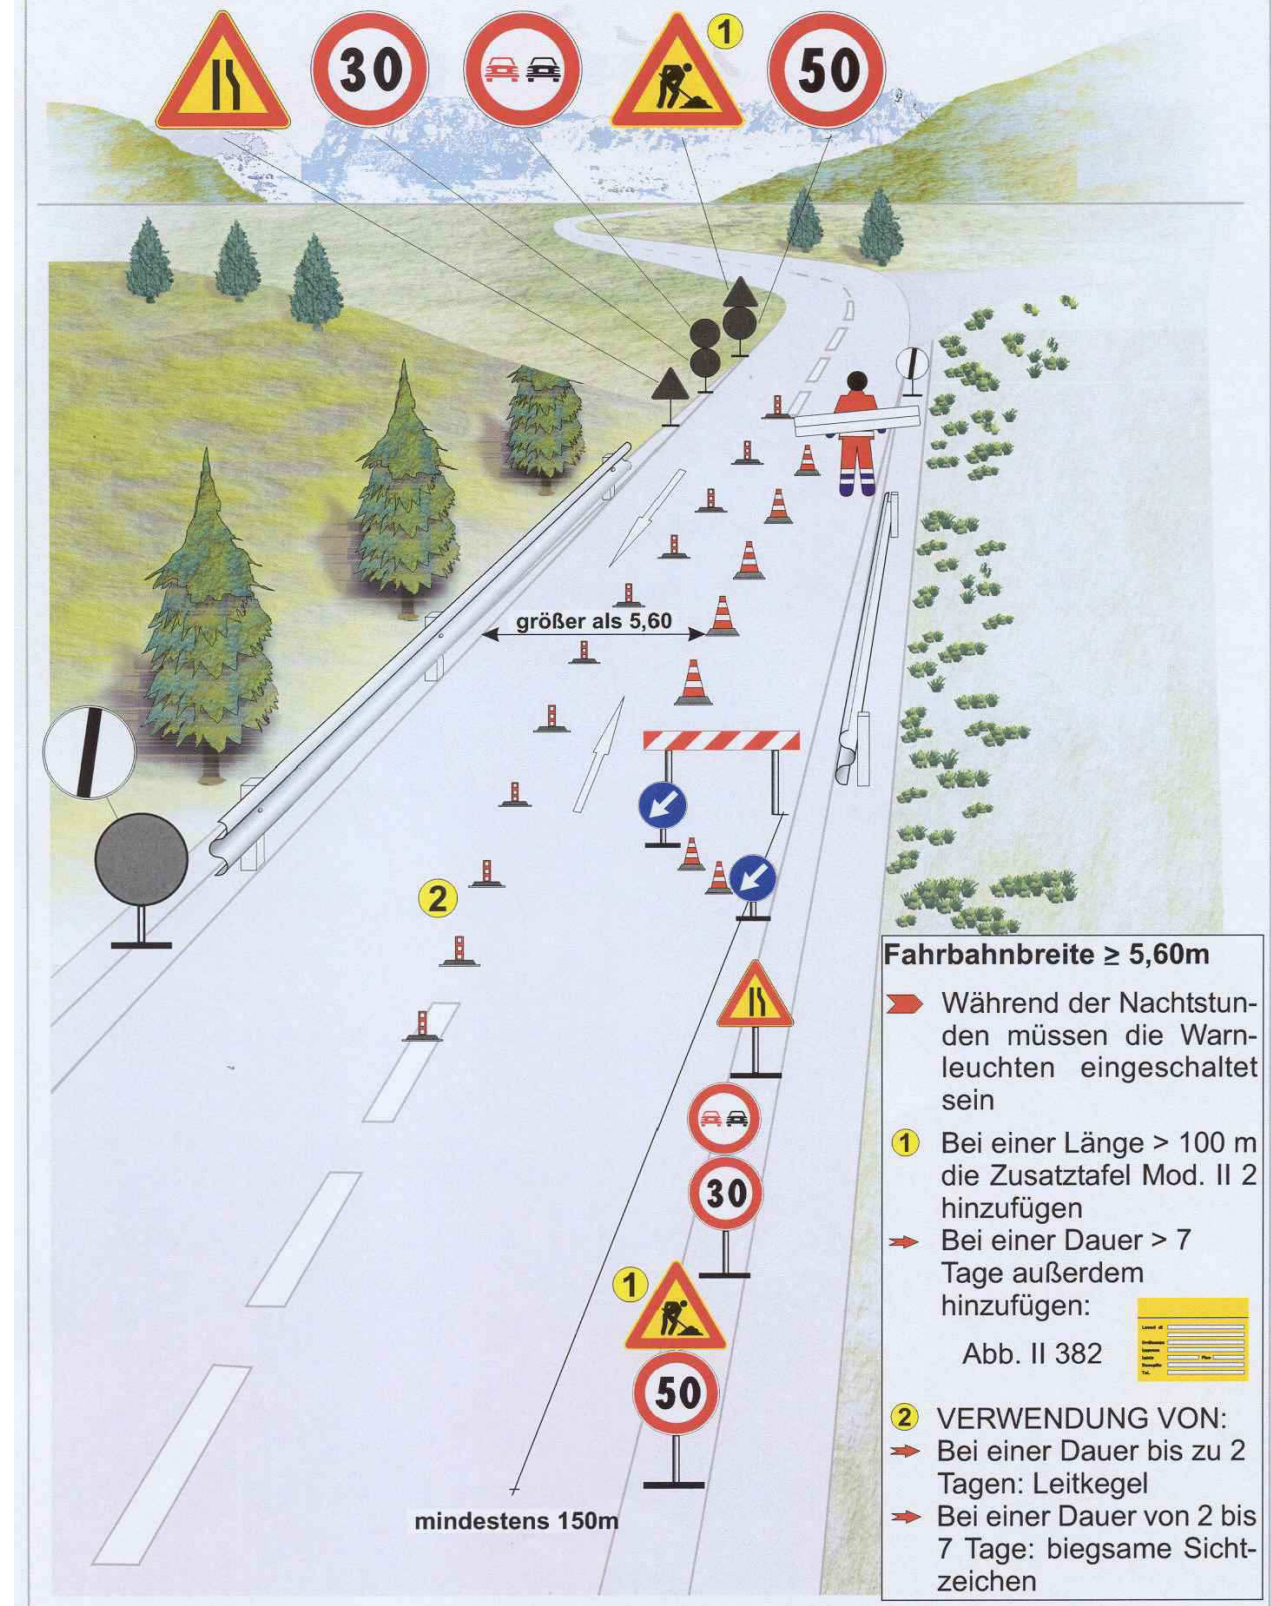 30
1
50
größer als 5,60
2
Fahrbahnbreite ≥ 5,60m
Während der Nachtstun-
den müssen die Warn-
leuchten eingeschaltet
sein
1 Bei einer Länge > 100 m
die Zusatztafel Mod. II 2
hinzufügen
Bei einer Dauer > 7
Tage außerdem
hinzufügen:
Abb. II 382
2 VERWENDUNG VON:
Bei einer Dauer bis zu 2
Tagen: Leitkegel
Bei einer Dauer von 2 bis
7 Tage: biegsame Sicht-
zeichen
30
1
50
mindestens 150m